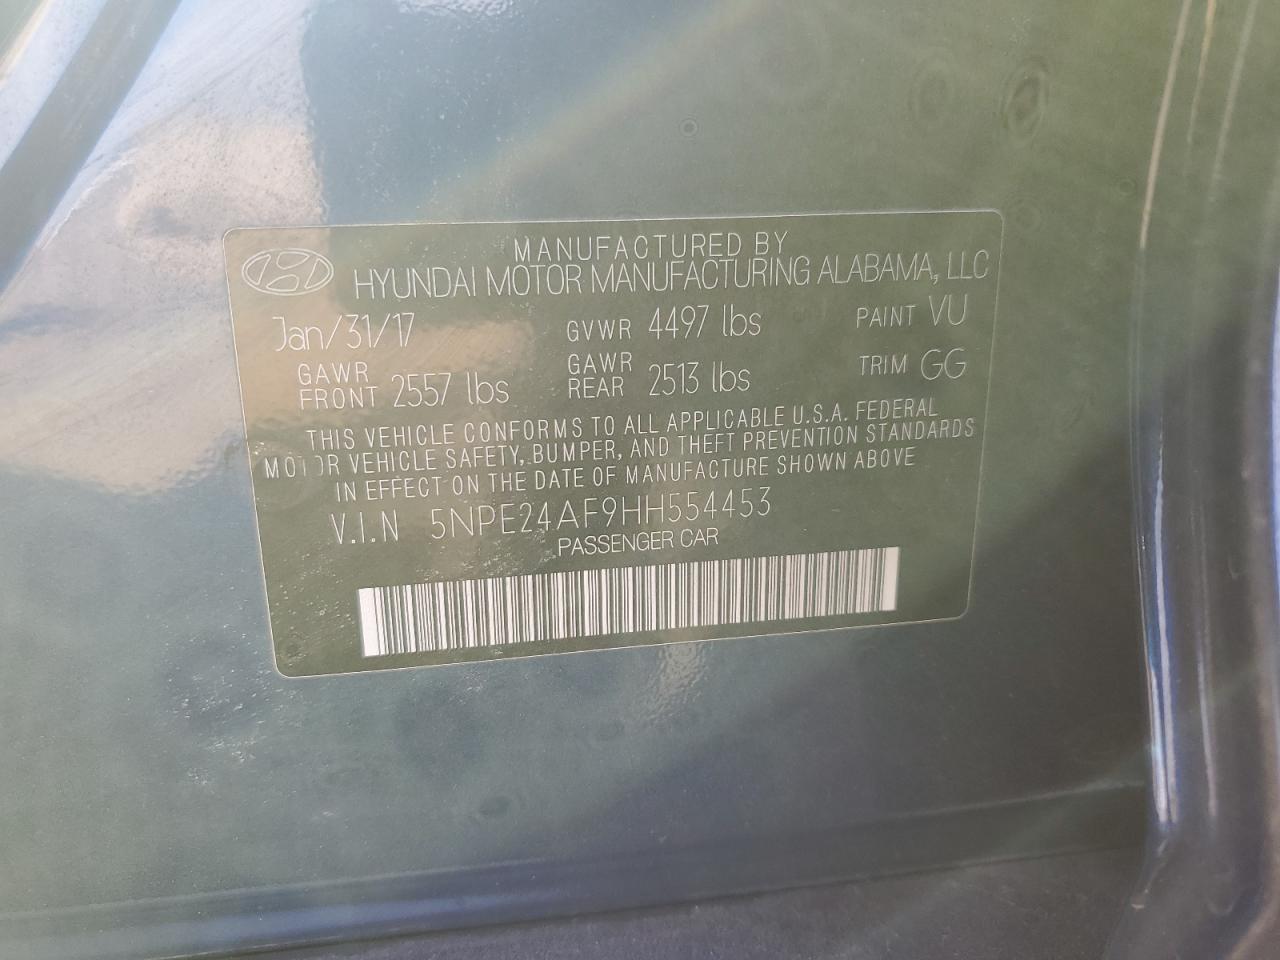 MANUFACTURED BY
HYUNDAI MOTOR MANUFACTURING ALABAMA, LLC
Jan/31/17 GVWR 4497 lbs PAINT VU
GAWR FRONT 2557 lbs GAWR REAR 2513 lbs TRIM GG
THIS VEHICLE CONFORMS TO ALL APPLICABLE U.S.A. FEDERAL
MOTOR VEHICLE SAFETY, BUMPER, AND THEFT PREVENTION STANDARDS
IN EFFECT ON THE DATE OF MANUFACTURE SHOWN ABOVE
V.I.N 5NPE24AF9HH554453
PASSENGER CAR